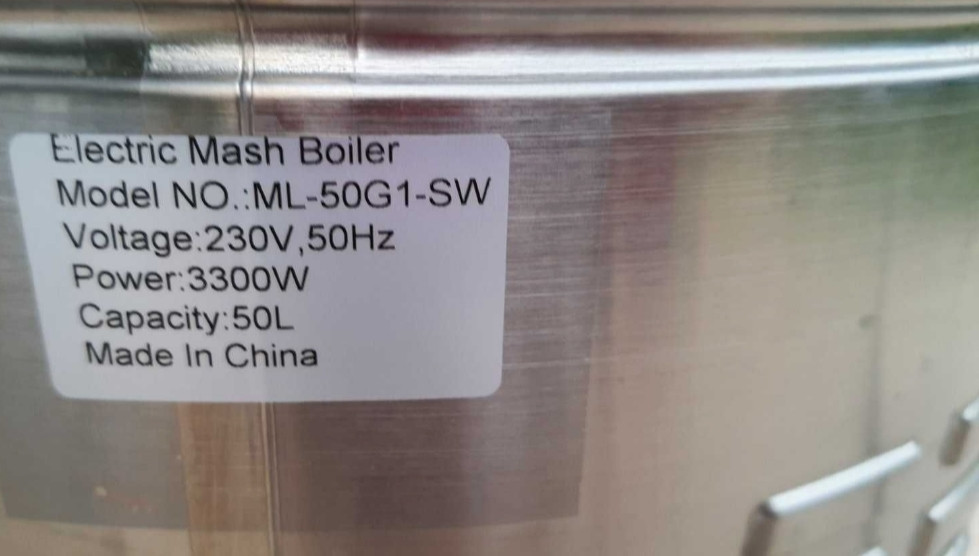 Electric Mash Boiler
Model NO.:ML-50G1-SW
Voltage:230V,50Hz
Power:3300W
Capacity:50L
Made In China